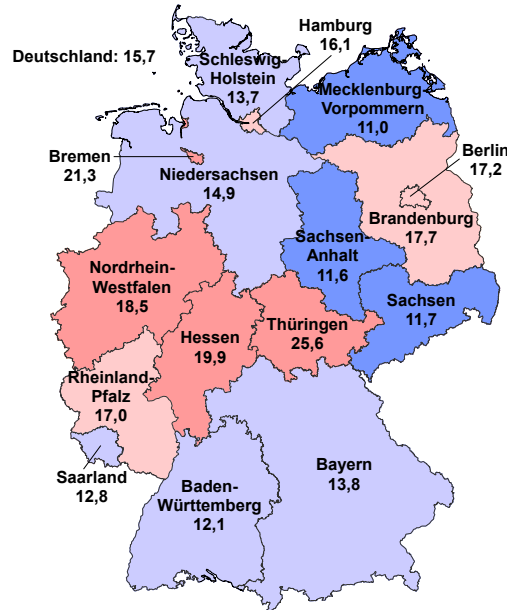 Deutschland: 15,7
Hamburg
16,1
Schleswig-
Holstein
13,7
Mecklenburg-
Vorpommern
11,0
Bremen
21,3
Niedersachsen
14,9
Berlin
17,2
Brandenburg
17,7
Sachsen-
Anhalt
11,6
Nordrhein-
Westfalen
18,5
Sachsen
11,7
Hessen
19,9
Thüringen
25,6
Rheinland-
Pfalz
17,0
Saarland
12,8
Baden-
Württemberg
12,1
Bayern
13,8